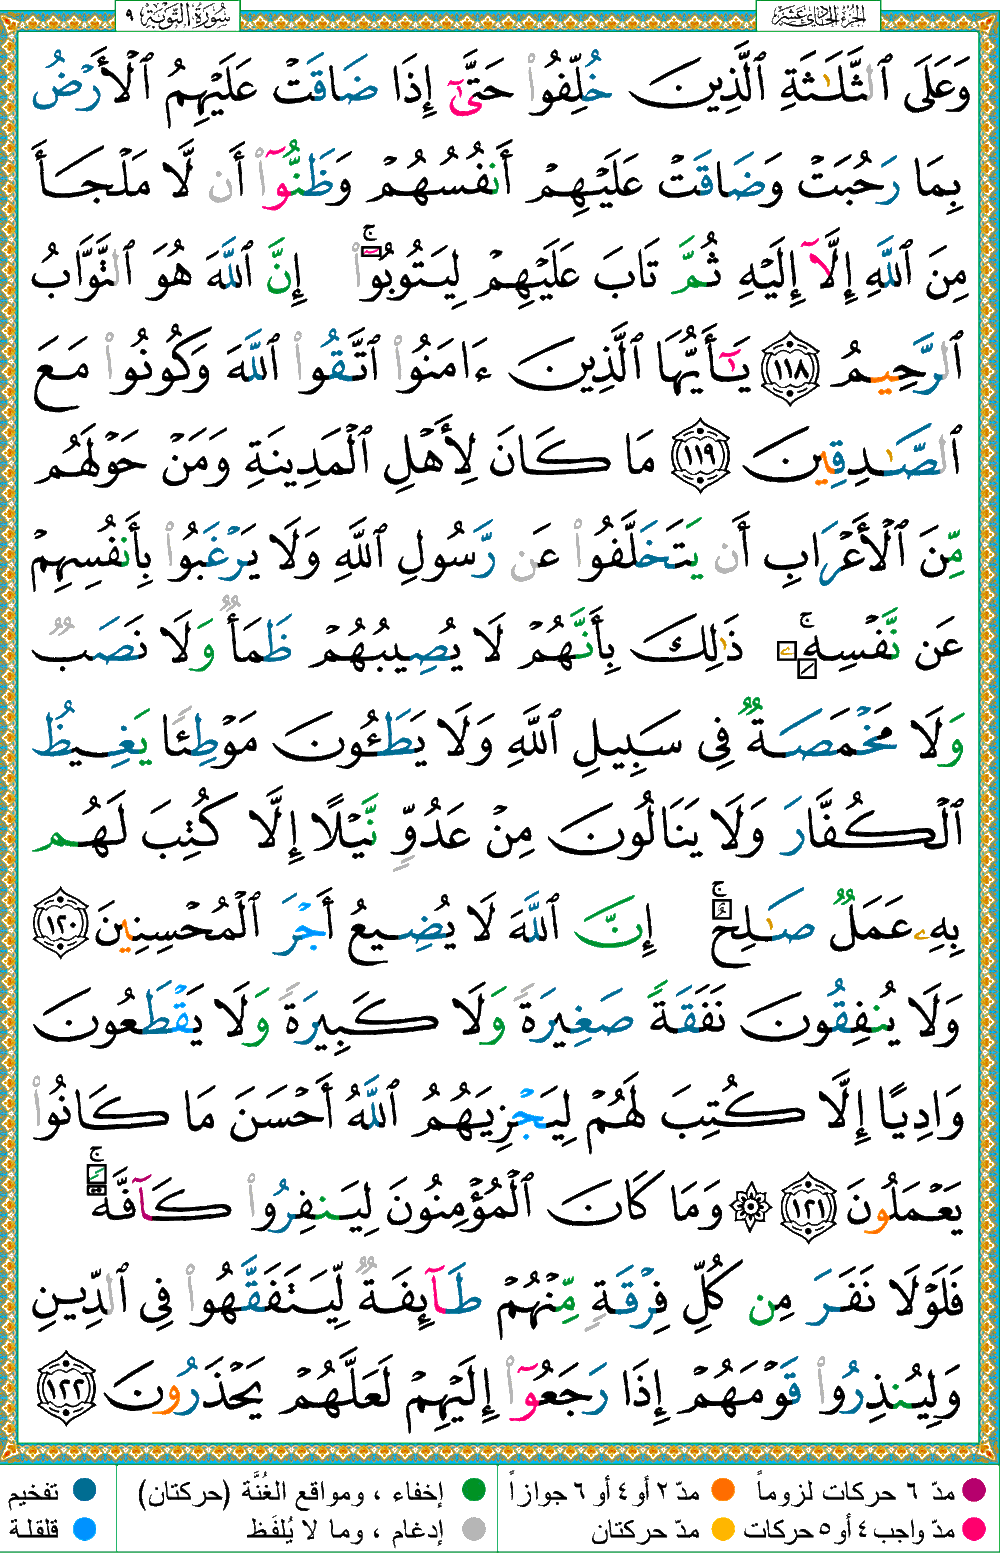 الجزء الحادي عشر
سورة التوبة ٩
وَعَلَى ٱلثَّلَٰثَةِ ٱلَّذِينَ خُلِّفُوا۟ حَتَّىٰٓ إِذَا ضَاقَتْ عَلَيْهِمُ ٱلْأَرْضُ
بِمَا رَحُبَتْ وَضَاقَتْ عَلَيْهِمْ أَنفُسُهُمْ وَظَنُّوٓا۟ أَن لَّا مَلْجَأَ
مِنَ ٱللَّهِ إِلَّآ إِلَيْهِ ثُمَّ تَابَ عَلَيْهِمْ لِيَتُوبُوٓا۟ ۚ إِنَّ ٱللَّهَ هُوَ ٱلتَّوَّابُ
ٱلرَّحِيمُ ١١٨ يَٰٓأَيُّهَا ٱلَّذِينَ ءَامَنُوا۟ ٱتَّقُوا۟ ٱللَّهَ وَكُونُوا۟ مَعَ
ٱلصَّٰدِقِينَ ١١٩ مَا كَانَ لِأَهْلِ ٱلْمَدِينَةِ وَمَنْ حَوْلَهُم
مِّنَ ٱلْأَعْرَابِ أَن يَتَخَلَّفُوا۟ عَن رَّسُولِ ٱللَّهِ وَلَا يَرْغَبُوا۟ بِأَنفُسِهِمْ
عَن نَّفْسِهِۦ ۚ ذَٰلِكَ بِأَنَّهُمْ لَا يُصِيبُهُمْ ظَمَأٌ وَلَا نَصَبٌ
وَلَا مَخْمَصَةٌ فِى سَبِيلِ ٱللَّهِ وَلَا يَطَـُٔونَ مَوْطِئًا يَغِيظُ
ٱلْكُفَّارَ وَلَا يَنَالُونَ مِنْ عَدُوٍّ نَّيْلًا إِلَّا كُتِبَ لَهُم
بِهِۦ عَمَلٌ صَٰلِحٌ ۚ إِنَّ ٱللَّهَ لَا يُضِيعُ أَجْرَ ٱلْمُحْسِنِينَ ١٢٠
وَلَا يُنفِقُونَ نَفَقَةً صَغِيرَةً وَلَا كَبِيرَةً وَلَا يَقْطَعُونَ
وَادِيًا إِلَّا كُتِبَ لَهُمْ لِيَجْزِيَهُمُ ٱللَّهُ أَحْسَنَ مَا كَانُوا۟
يَعْمَلُونَ ١٢١ ۞ وَمَا كَانَ ٱلْمُؤْمِنُونَ لِيَنفِرُوا۟ كَآفَّةً ۚ
فَلَوْلَا نَفَرَ مِن كُلِّ فِرْقَةٍ مِّنْهُمْ طَآئِفَةٌ لِّيَتَفَقَّهُوا۟ فِى ٱلدِّينِ
وَلِيُنذِرُوا۟ قَوْمَهُمْ إِذَا رَجَعُوٓا۟ إِلَيْهِمْ لَعَلَّهُمْ يَحْذَرُونَ ١٢٢
مدّ ٦ حركات لزوماً مدّ ٢ أو ٤ أو ٦ جوازاً إخفاء ، ومواقع الغُنَّة (حركتان) تفخيم
مدّ واجب ٤ أو ٥ حركات مدّ حركتان إدغام ، وما لا يُلفَظ قلقلة